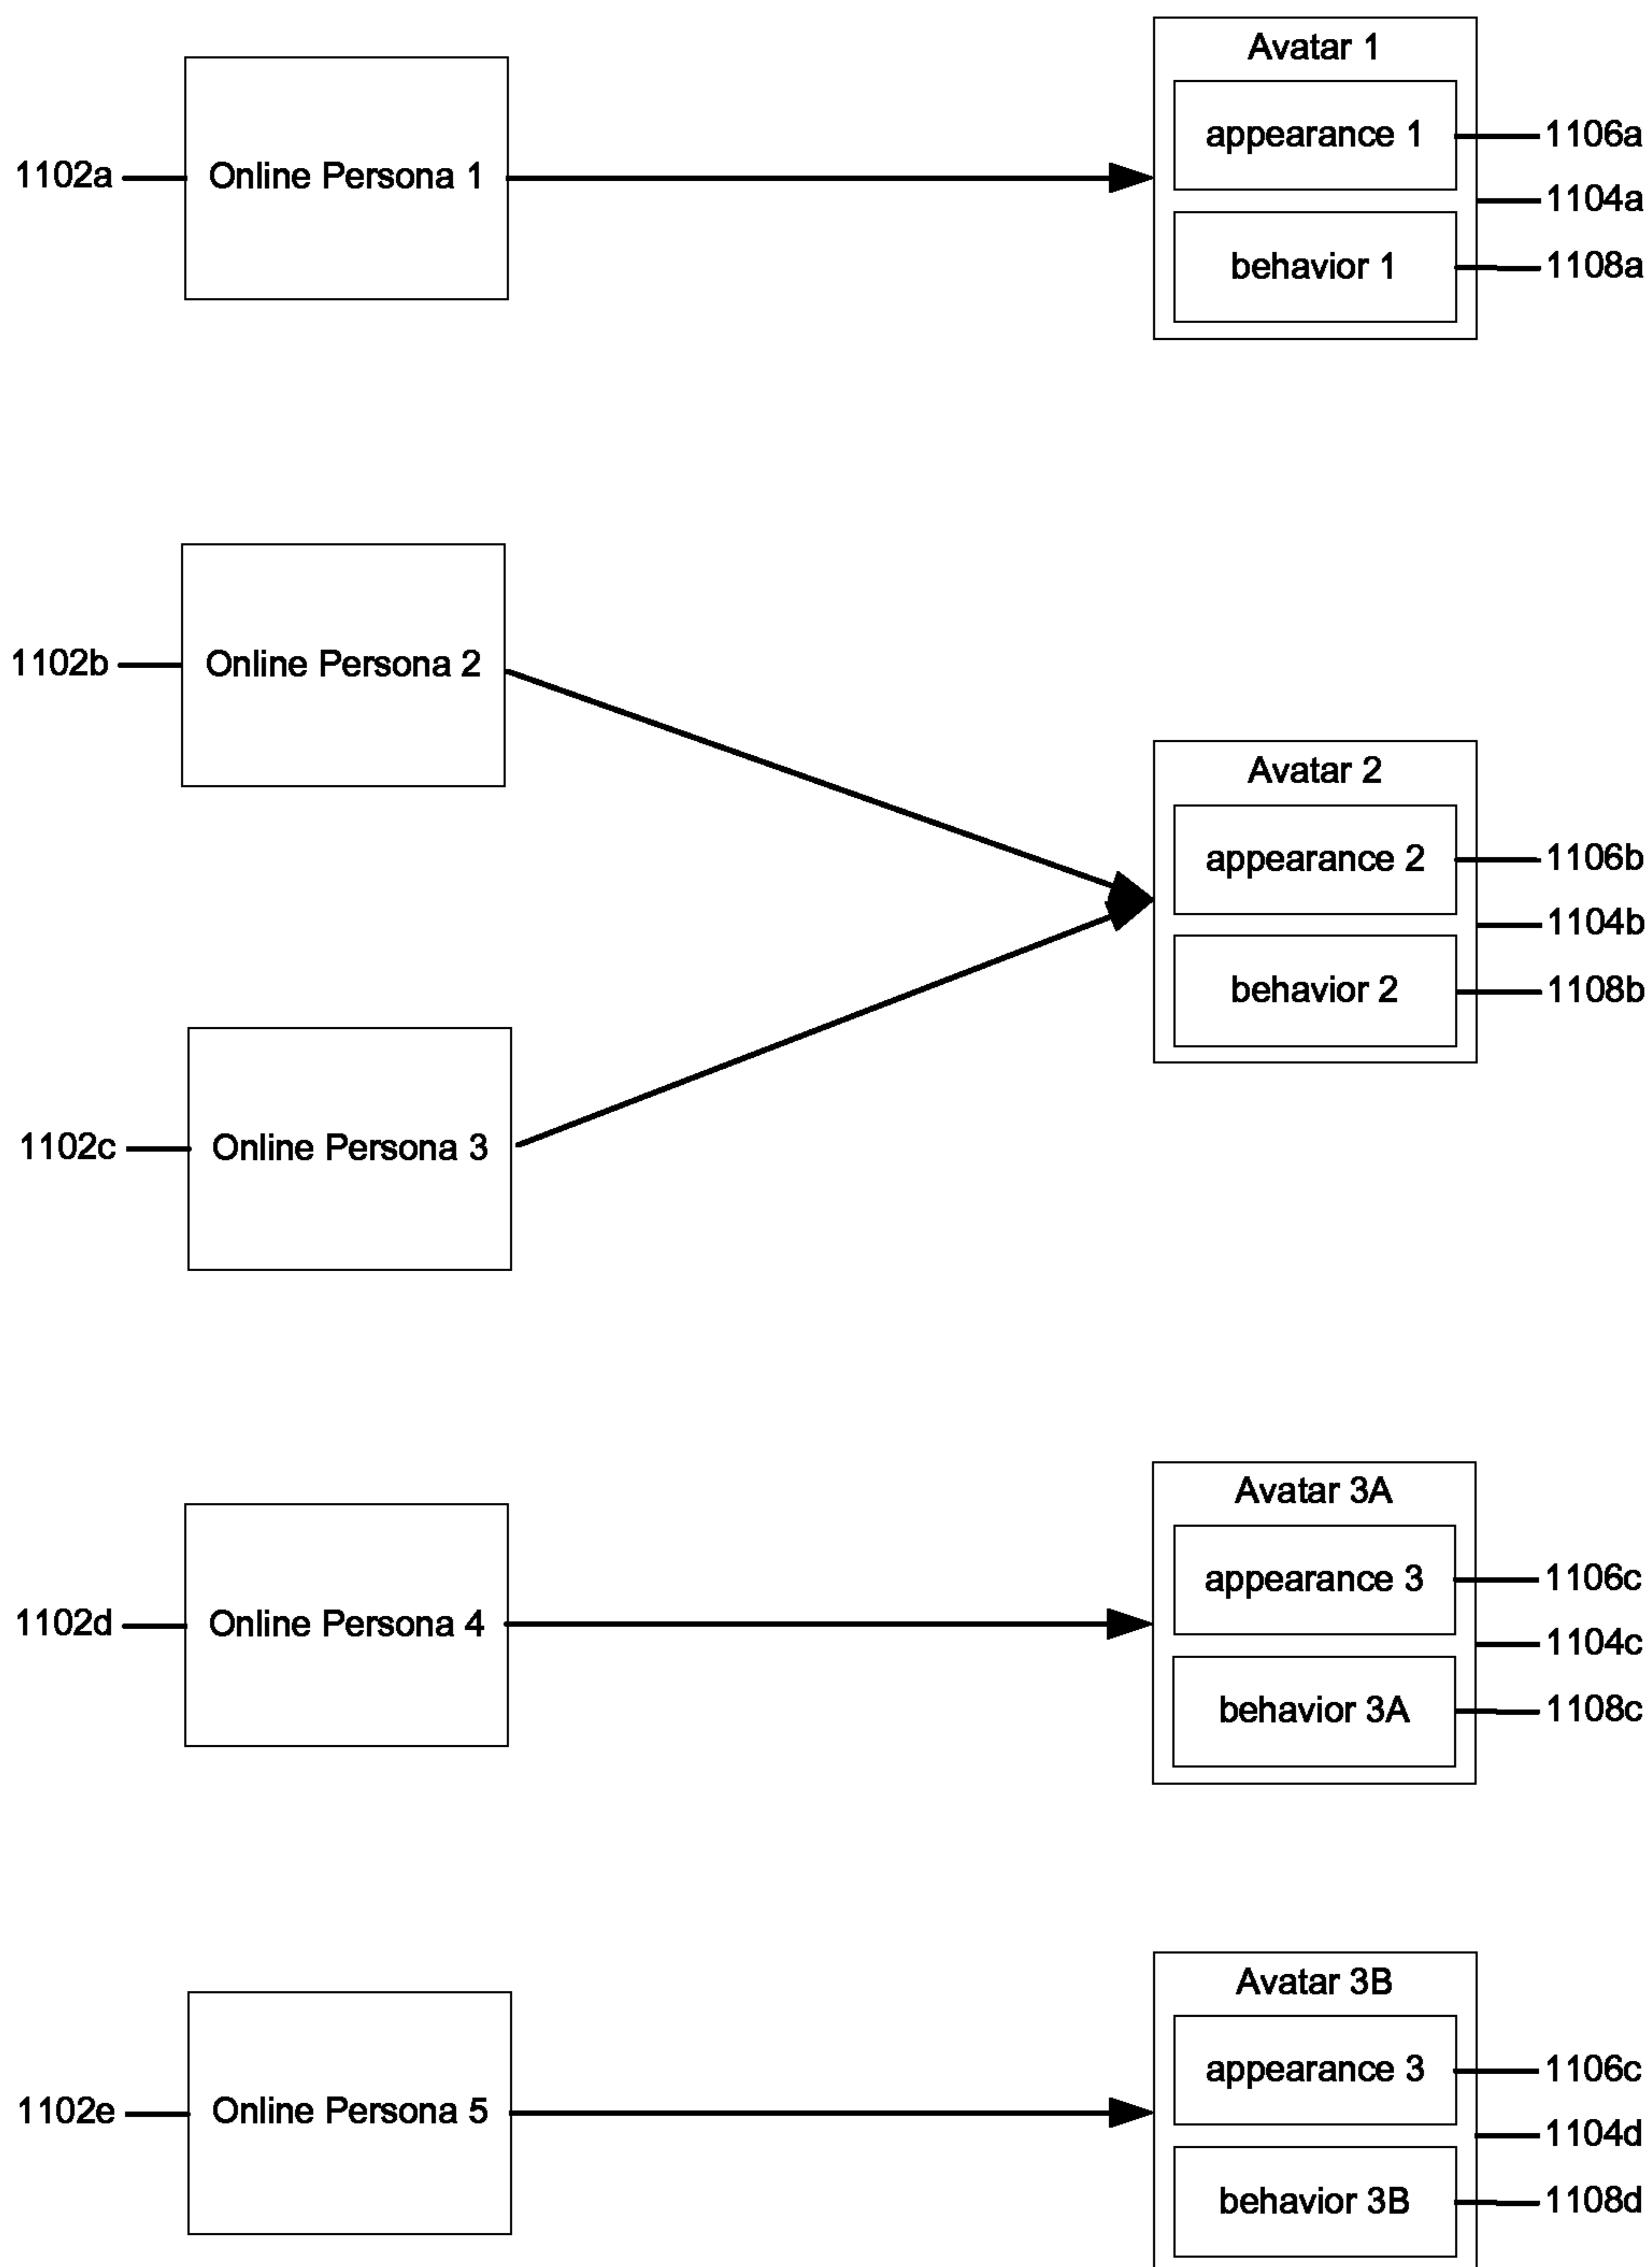 Avatar 1
appearance 1
1106a
1102a
Online Persona 1
1104a
behavior 1
1108a
1102b
Online Persona 2
Avatar 2
appearance 2
1106b
1104b
behavior 2
1108b
1102c
Online Persona 3
Avatar 3A
appearance 3
1106c
1102d
Online Persona 4
1104c
behavior 3A
1108c
Avatar 3B
appearance 3
1106c
1102e
Online Persona 5
1104d
behavior 3B
1108d